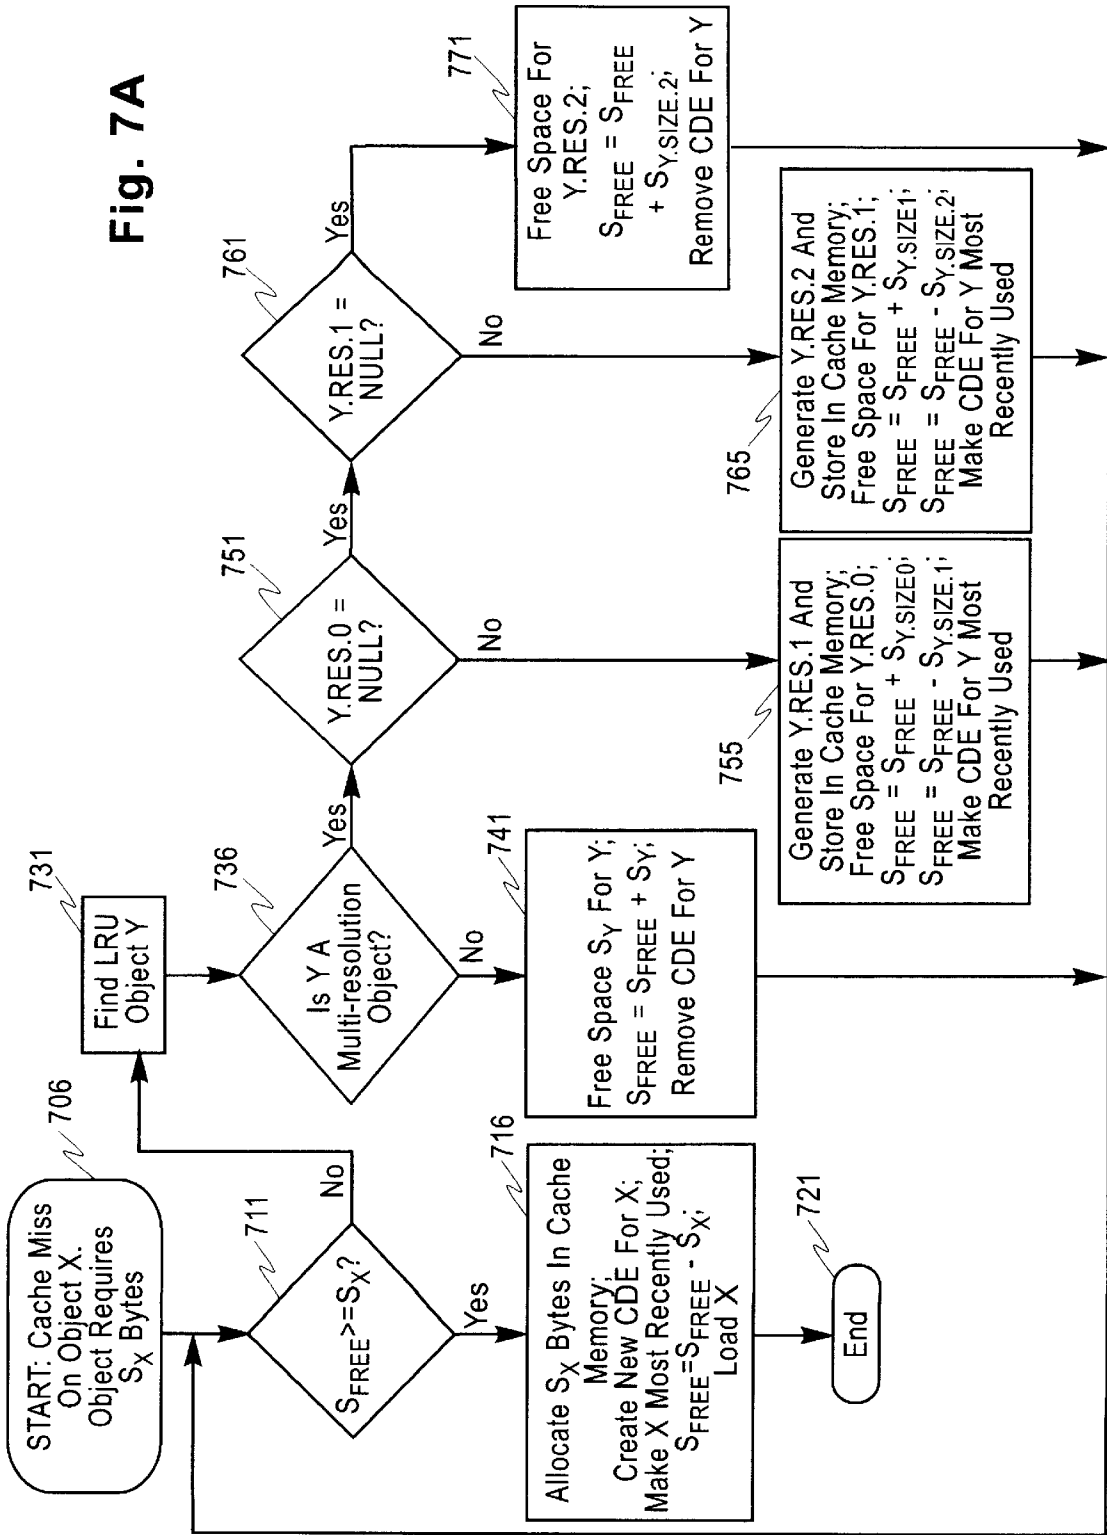 Fig. 7A
START: Cache Miss
On Object X.
Object Requires
SX Bytes
706
SFREE >= SX?
711
No
Yes
Allocate SX Bytes In Cache
Memory;
Create New CDE For X;
Make X Most Recently Used;
SFREE=SFREE - SX;
Load X
716
End
721
Find LRU
Object Y
731
Is Y A
Multi-resolution
Object?
736
Yes
No
Free Space SY For Y;
SFREE = SFREE + SY;
Remove CDE For Y
741
Y.RES.0 =
NULL?
751
Yes
No
Generate Y.RES.1 And
Store In Cache Memory;
Free Space For Y.RES.0;
SFREE = SFREE + SY.SIZE0;
SFREE = SFREE - SY.SIZE.1;
Make CDE For Y Most
Recently Used
755
Y.RES.1 =
NULL?
761
Yes
No
Generate Y.RES.2 And
Store In Cache Memory;
Free Space For Y.RES.1;
SFREE = SFREE + SY.SIZE1;
SFREE = SFREE - SY.SIZE.2;
Make CDE For Y Most
Recently Used
765
Free Space For
Y.RES.2;
SFREE = SFREE
+ SY.SIZE.2;
Remove CDE For Y
771